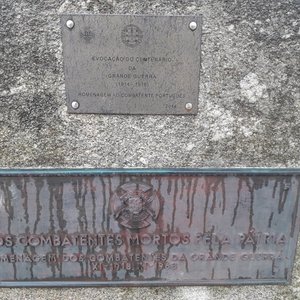 EVOCAÇÃO DO CENTENÁRIO
DA
GRANDE GUERRA
(1914 - 1918)
HOMENAGEM AO COMBATENTE PORTUGUÊS
OS COMBATENTES MORTOS PELA PÁTRIA
MENAGEM DOS COMBATENTES DA GRANDE GUERRA